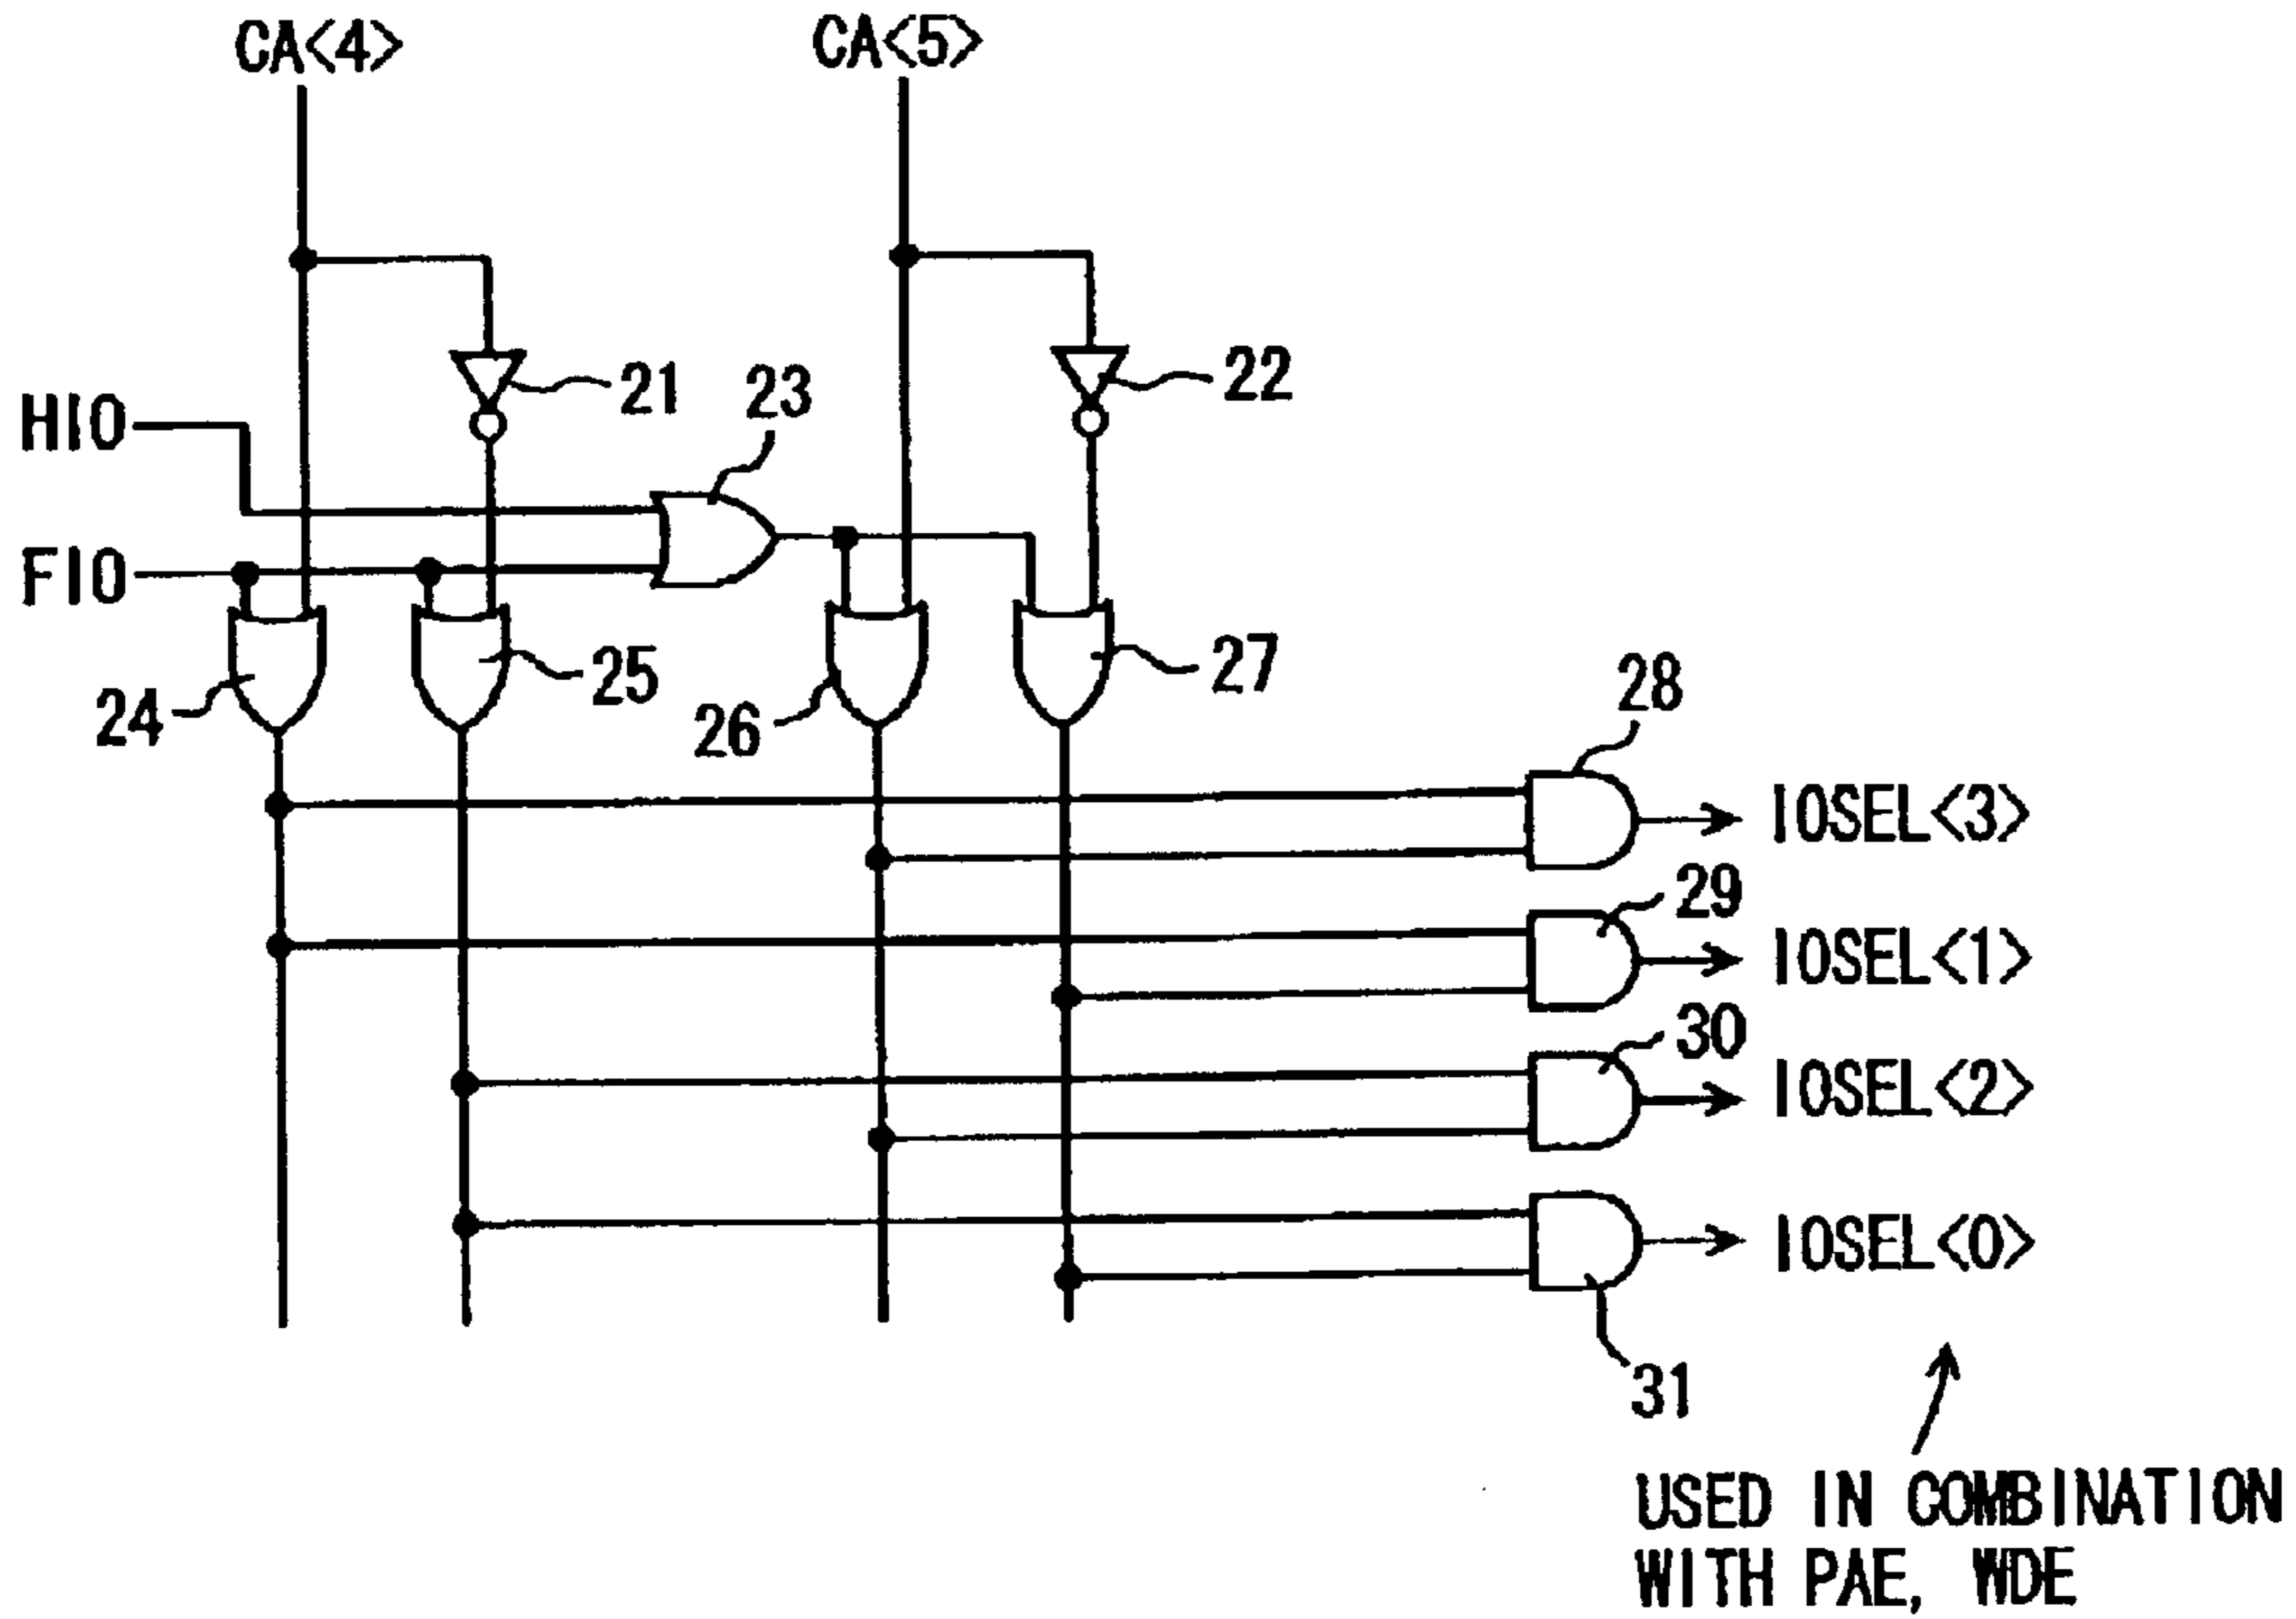 CA<4>
CA<5>
21
22
23
HIO
FIO
24
25
26
27
28
IOSEL<3>
29
IOSEL<1>
30
IOSEL<2>
IOSEL<0>
31
USED IN COMBINATION
WITH PAE, WDE